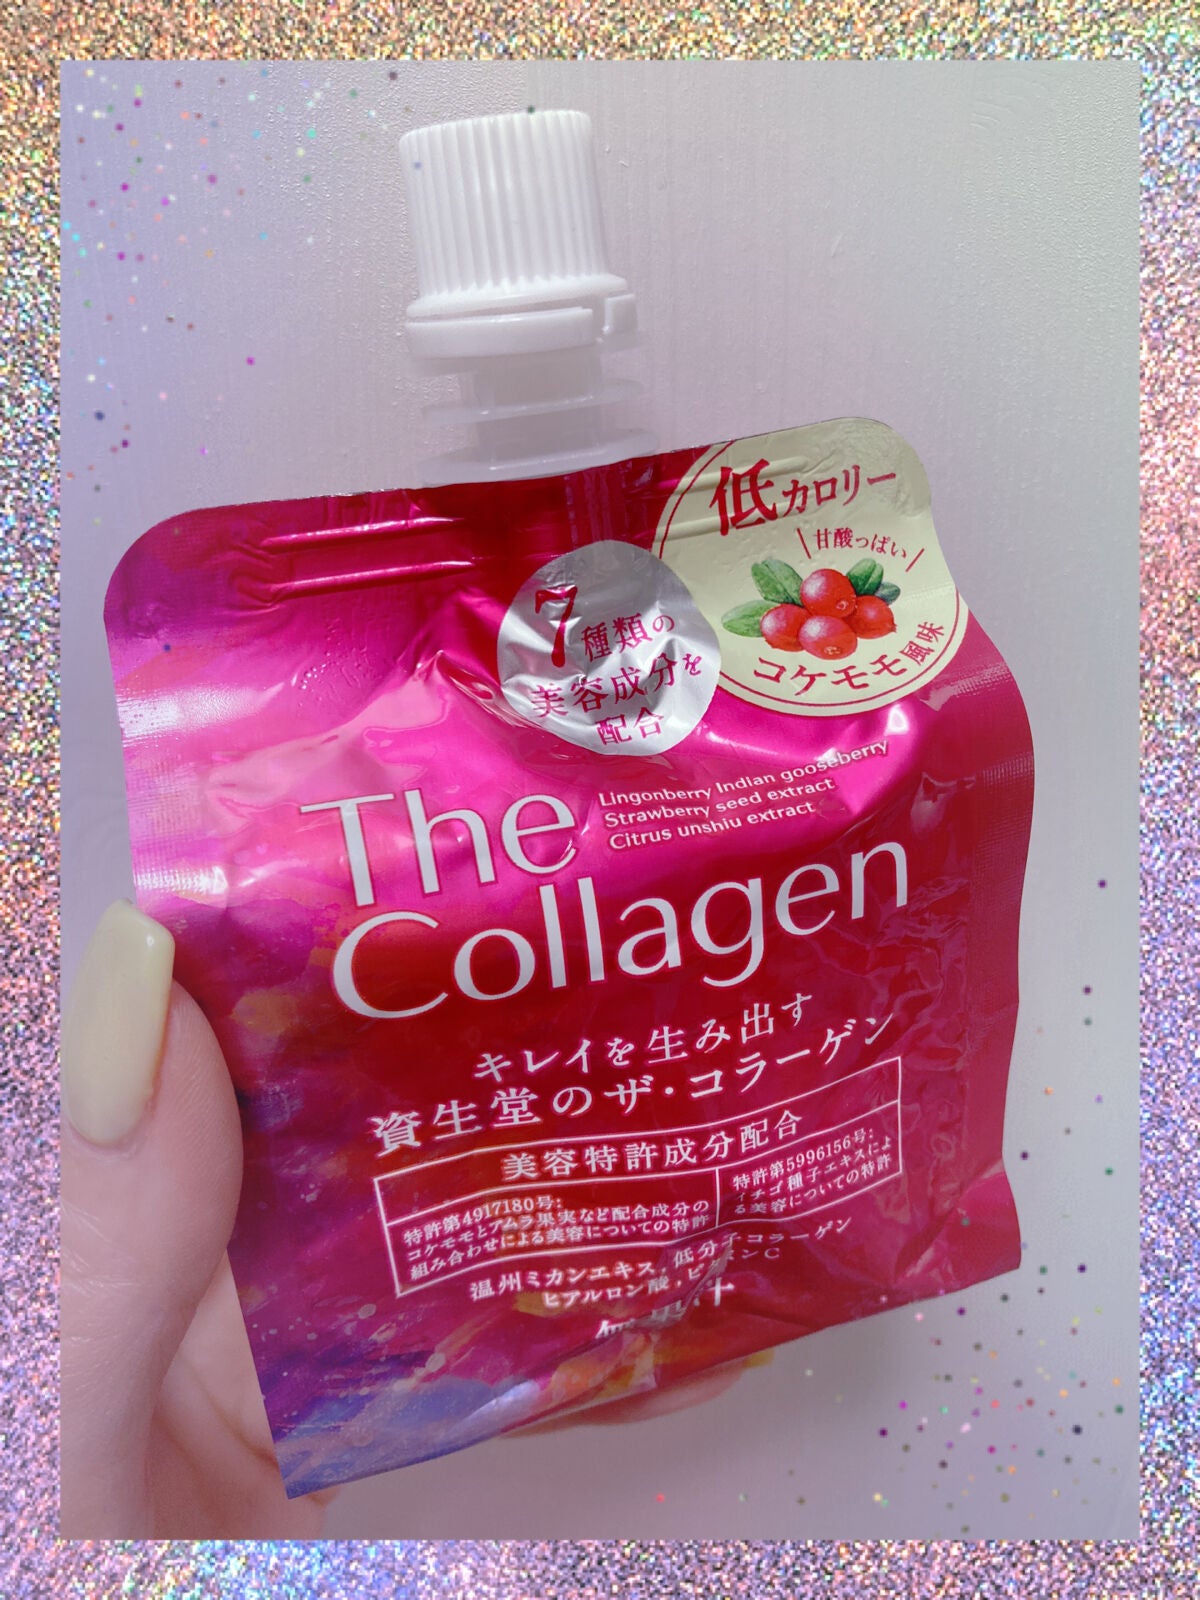 低カロリー
甘酸っぱい
コケモモ風味
7種類の
美容成分を
配合
The
Collagen
Lingonberry Indian gooseberry
Strawberry seed extract
Citrus unshiu extract
キレイを生み出す
資生堂のザ・コラーゲン
美容特許成分配合
特許第4917180号:
コケモモとアムラ果実など配合成分の
組み合わせによる美容についての特許
特許第5996156号:
イチゴ種子エキスによ
る美容についての特許
温州ミカンエキス,低分子コラーゲン
ヒアルロン酸,ビタミンC